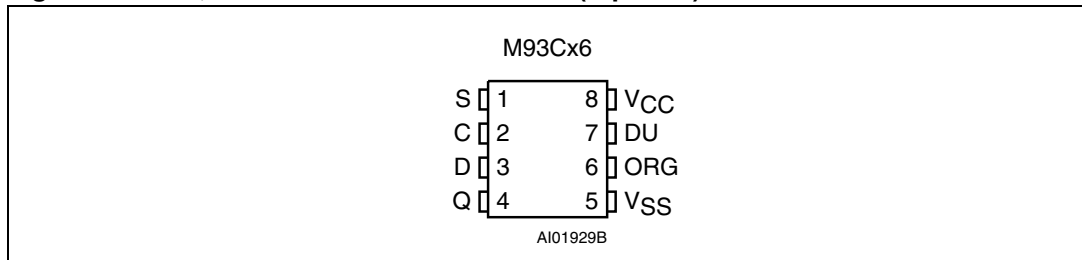 M93Cx6
S 1 8 VCC
C 2 7 DU
D 3 6 ORG
Q 4 5 VSS
AI01929B